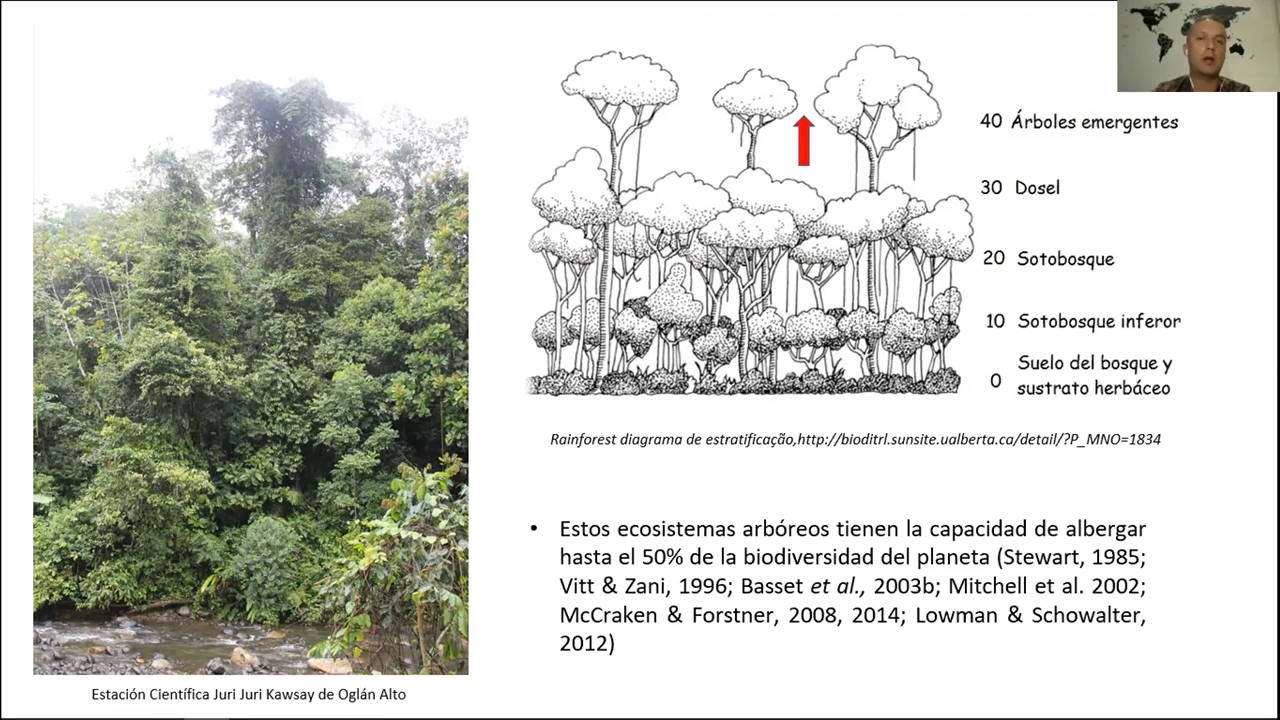 40 Árboles emergentes
30 Dosel
20 Sotobosque
10 Sotobosque inferor
Suelo del bosque y
0 sustrato herbáceo
Rainforest diagrama de estratificação,http://bioditrl.sunsite.ualberta.ca/detail/?P_MNO=1834
• Estos ecosistemas arbóreos tienen la capacidad de albergar
hasta el 50% de la biodiversidad del planeta (Stewart, 1985;
Vitt & Zani, 1996; Basset et al., 2003b; Mitchell et al. 2002;
McCraken & Forstner, 2008, 2014; Lowman & Schowalter,
2012)
Estación Científica Juri Juri Kawsay de Oglán Alto